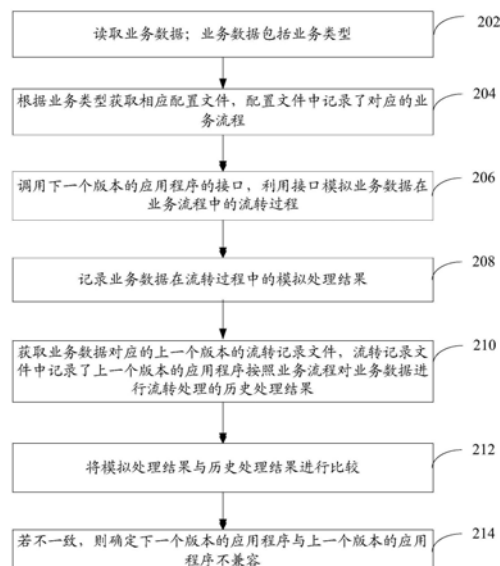 读取业务数据；业务数据包括业务类型
202
根据业务类型获取相应配置文件，配置文件中记录了对应的业
务流程
204
调用下一个版本的应用程序的接口，利用接口模拟业务数据在
业务流程中的流转过程
206
记录业务数据在流转过程中的模拟处理结果
208
获取业务数据对应的上一个版本的流转记录文件，流转记录文
件中记录了上一个版本的应用程序按照业务流程对业务数据进
行流转处理的历史处理结果
210
将模拟处理结果与历史处理结果进行比较
212
若不一致，则确定下一个版本的应用程序与上一个版本的应用
程序不兼容
214